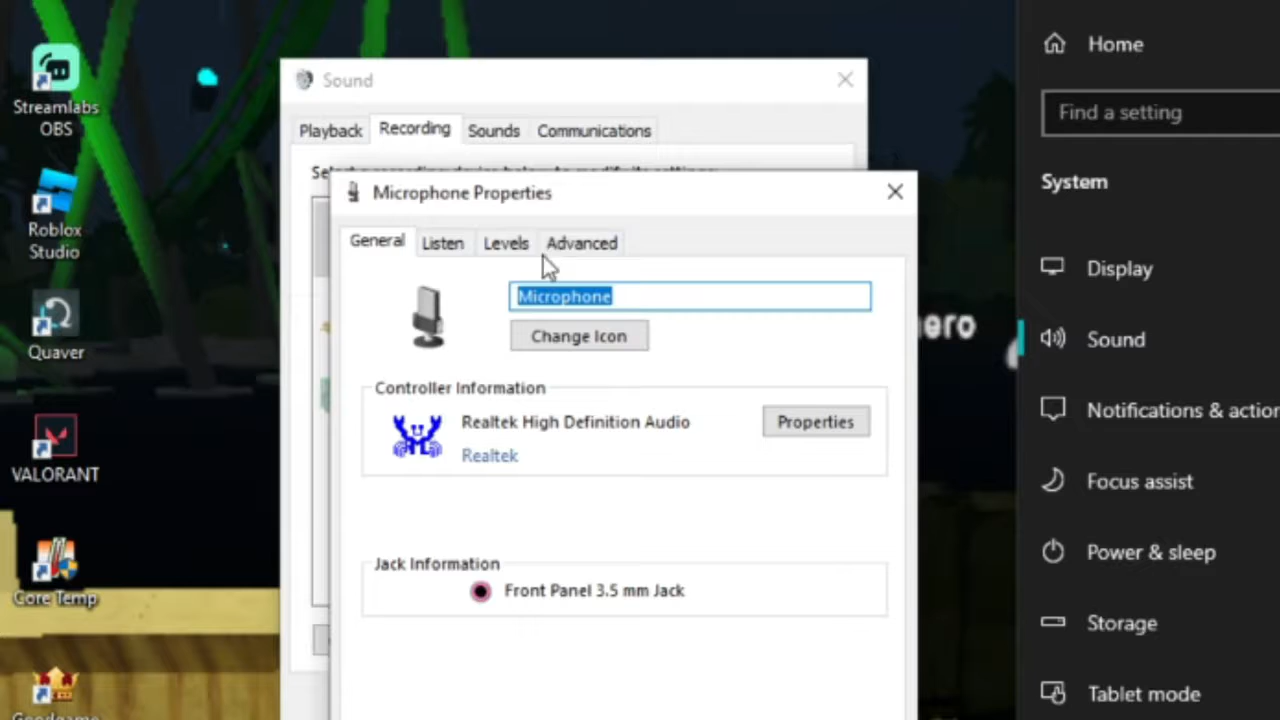 Streamlabs
OBS
Roblox
Studio
Quaver
VALORANT
Core Temp
Sound
Playback Recording Sounds Communications
Microphone Properties
General Listen Levels Advanced
Microphone
Change Icon
Controller Information
Realtek High Definition Audio Properties
Realtek
Jack Information
Front Panel 3.5 mm Jack
Home
Find a setting
System
Display
Sound
Notifications & action
Focus assist
Power & sleep
Storage
Tablet mode